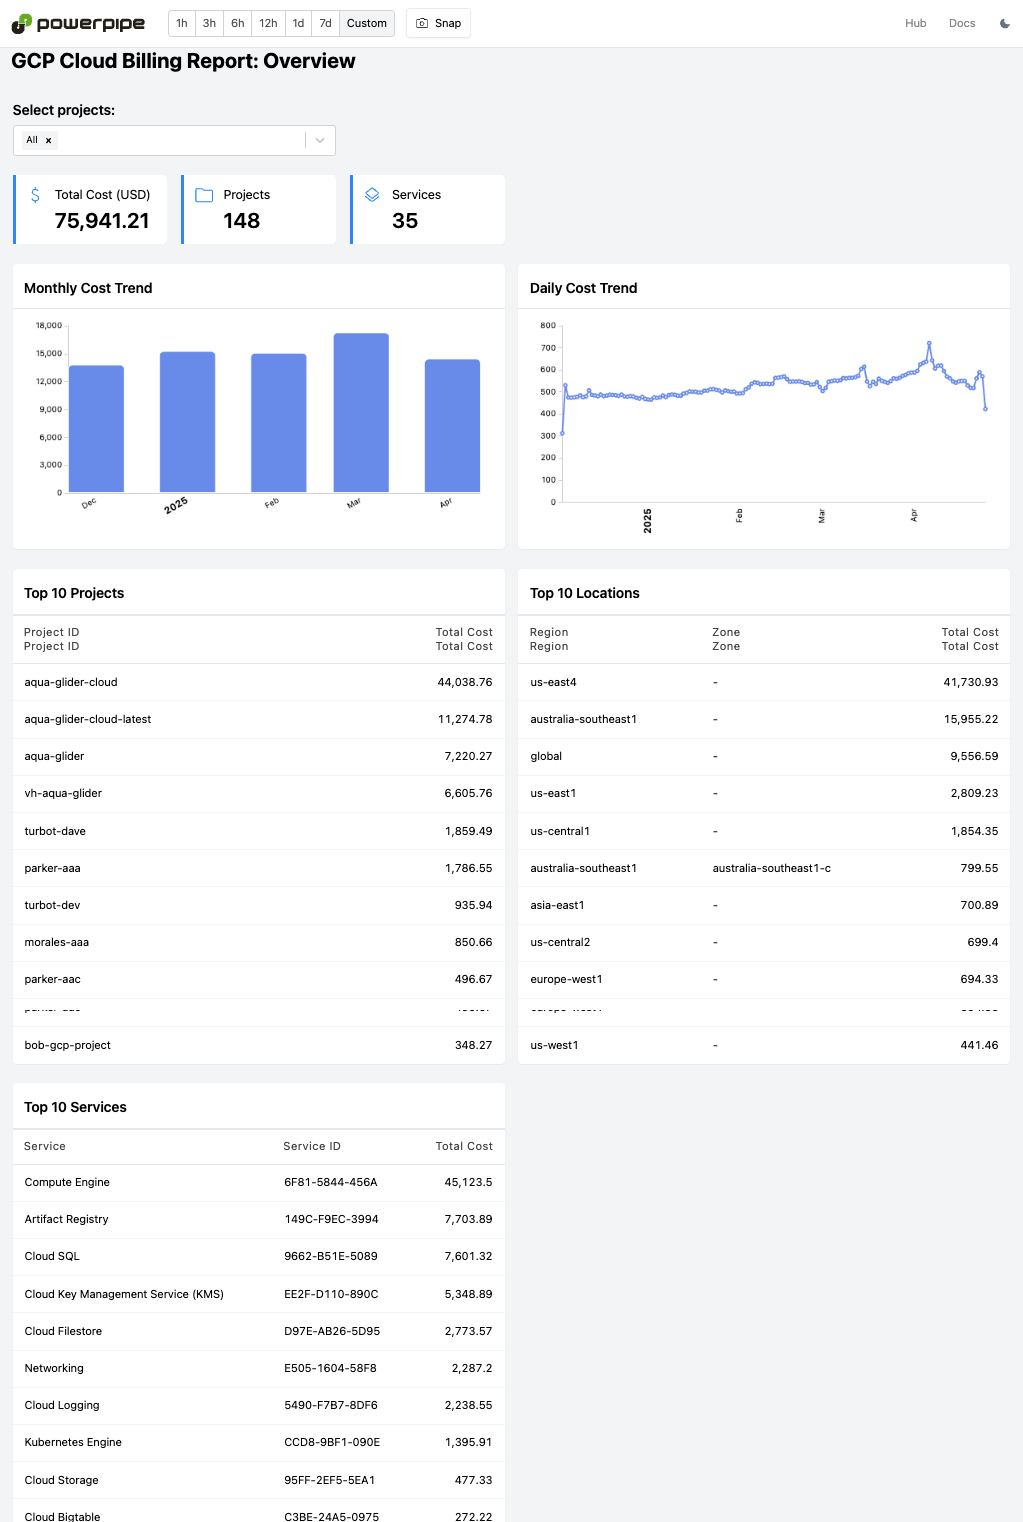 powerpipe
1h 3h 6h 12h 1d 7d Custom Snap Hub Docs
GCP Cloud Billing Report: Overview
Select projects:
All ×
Total Cost (USD)
75,941.21
Projects
148
Services
35
Monthly Cost Trend
18,000
15,000
12,000
9,000
6,000
3,000
0
Dec 2025 Feb Mar Apr
Daily Cost Trend
800
700
600
500
400
300
200
100
0
2025 Feb Mar Apr
Top 10 Projects
Project ID Total Cost
Project ID Total Cost
aqua-glider-cloud 44,038.76
aqua-glider-cloud-latest 11,274.78
aqua-glider 7,220.27
vh-aqua-glider 6,605.76
turbot-dave 1,859.49
parker-aaa 1,786.55
turbot-dev 935.94
morales-aaa 850.66
parker-aac 496.67
bob-gcp-project 348.27
Top 10 Locations
Region Zone Total Cost
Region Zone Total Cost
us-east4 - 41,730.93
australia-southeast1 - 15,955.22
global - 9,556.59
us-east1 - 2,809.23
us-central1 - 1,854.35
australia-southeast1 australia-southeast1-c 799.55
asia-east1 - 700.89
us-central2 - 699.4
europe-west1 - 694.33
us-west1 - 441.46
Top 10 Services
Service Service ID Total Cost
Compute Engine 6F81-5844-456A 45,123.5
Artifact Registry 149C-F9EC-3994 7,703.89
Cloud SQL 9662-B51E-5089 7,601.32
Cloud Key Management Service (KMS) EE2F-D110-890C 5,348.89
Cloud Filestore D97E-AB26-5D95 2,773.57
Networking E505-1604-58F8 2,287.2
Cloud Logging 5490-F7B7-8DF6 2,238.55
Kubernetes Engine CCD8-9BF1-090E 1,395.91
Cloud Storage 95FF-2EF5-5EA1 477.33
Cloud Bigtable C3BE-24A5-0975 272.22